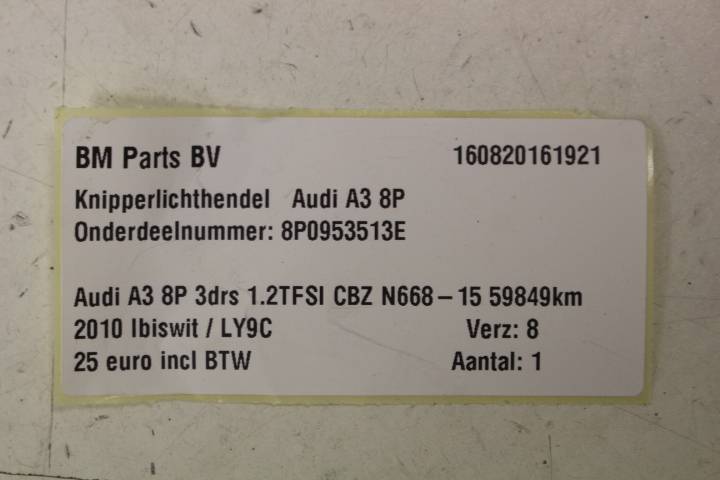 BM Parts BV 160820161921
Knipperlichthendel Audi A3 8P
Onderdeelnummer: 8P0953513E
Audi A3 8P 3drs 1.2TFSI CBZ N668-15 59849km
2010 Ibiswit / LY9C Verz: 8
25 euro incl BTW Aantal: 1